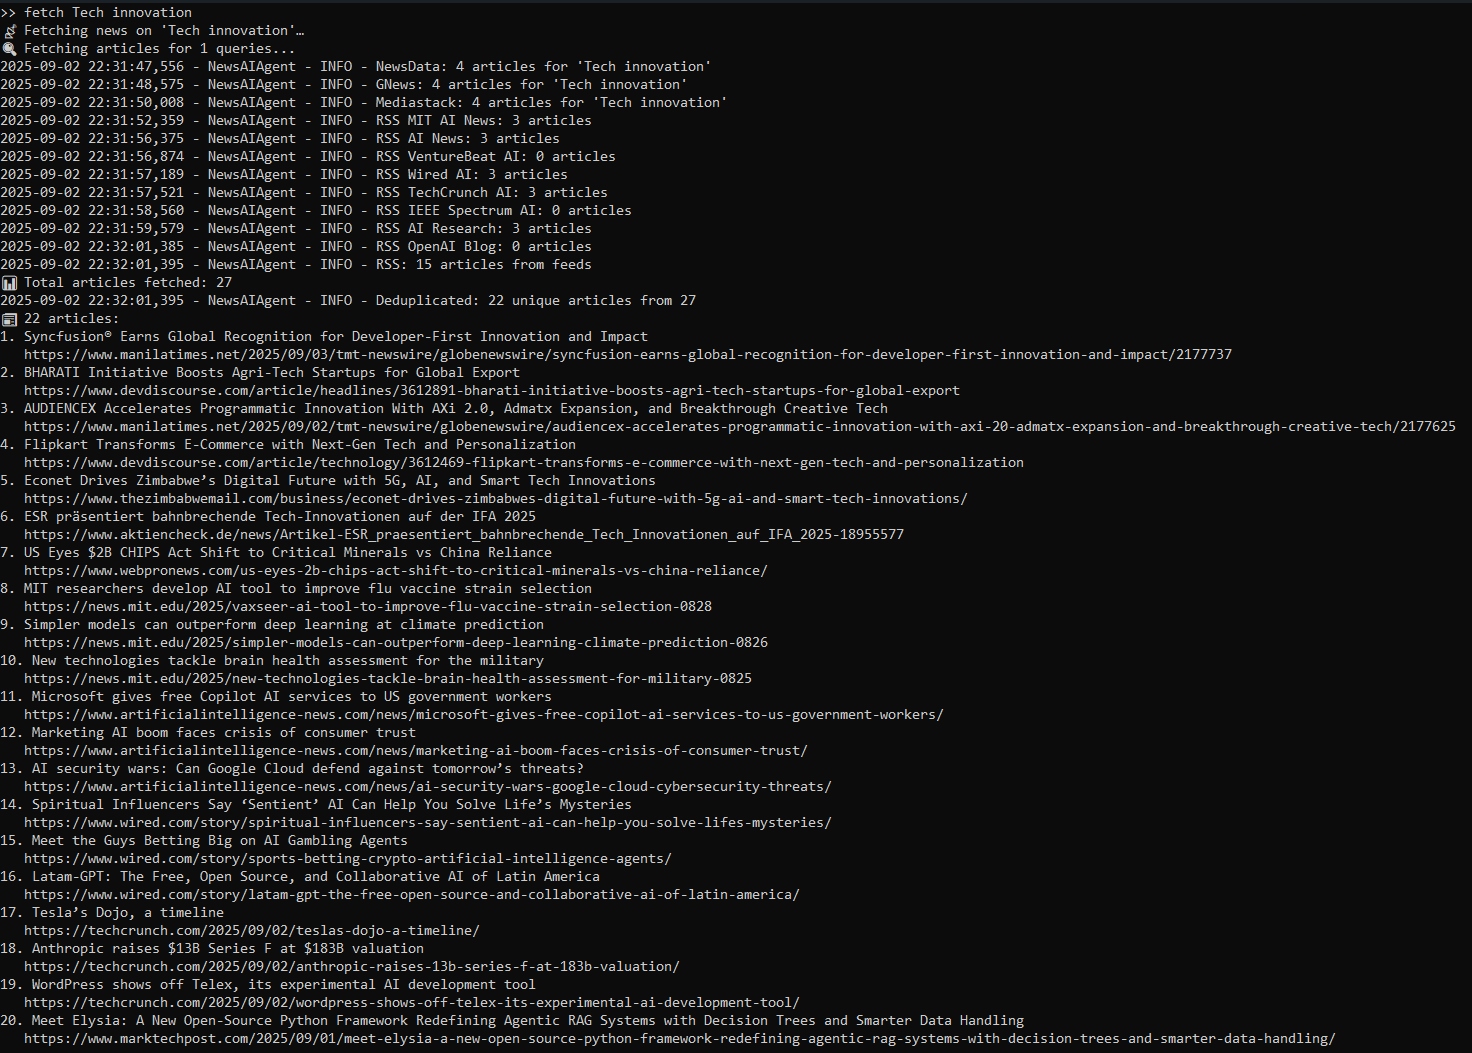 >> fetch Tech innovation
📡 Fetching news on 'Tech innovation'…
🔍 Fetching articles for 1 queries...
2025-09-02 22:31:47,556 - NewsAIAgent - INFO - NewsData: 4 articles for 'Tech innovation'
2025-09-02 22:31:48,575 - NewsAIAgent - INFO - GNews: 4 articles for 'Tech innovation'
2025-09-02 22:31:50,008 - NewsAIAgent - INFO - Mediastack: 4 articles for 'Tech innovation'
2025-09-02 22:31:52,359 - NewsAIAgent - INFO - RSS MIT AI News: 3 articles
2025-09-02 22:31:56,375 - NewsAIAgent - INFO - RSS AI News: 3 articles
2025-09-02 22:31:56,874 - NewsAIAgent - INFO - RSS VentureBeat AI: 0 articles
2025-09-02 22:31:57,189 - NewsAIAgent - INFO - RSS Wired AI: 3 articles
2025-09-02 22:31:57,521 - NewsAIAgent - INFO - RSS TechCrunch AI: 3 articles
2025-09-02 22:31:58,560 - NewsAIAgent - INFO - RSS IEEE Spectrum AI: 0 articles
2025-09-02 22:31:59,579 - NewsAIAgent - INFO - RSS AI Research: 3 articles
2025-09-02 22:32:01,385 - NewsAIAgent - INFO - RSS OpenAI Blog: 0 articles
2025-09-02 22:32:01,395 - NewsAIAgent - INFO - RSS: 15 articles from feeds
📊 Total articles fetched: 27
2025-09-02 22:32:01,395 - NewsAIAgent - INFO - Deduplicated: 22 unique articles from 27
📰 22 articles:
1. Syncfusion® Earns Global Recognition for Developer-First Innovation and Impact
https://www.manilatimes.net/2025/09/03/tmt-newswire/globenewswire/syncfusion-earns-global-recognition-for-developer-first-innovation-and-impact/2177737
2. BHARATI Initiative Boosts Agri-Tech Startups for Global Export
https://www.devdiscourse.com/article/headlines/3612891-bharati-initiative-boosts-agri-tech-startups-for-global-export
3. AUDIENCEX Accelerates Programmatic Innovation With AXi 2.0, Admatx Expansion, and Breakthrough Creative Tech
https://www.manilatimes.net/2025/09/02/tmt-newswire/globenewswire/audiencex-accelerates-programmatic-innovation-with-axi-20-admatx-expansion-and-breakthrough-creative-tech/2177625
4. Flipkart Transforms E-Commerce with Next-Gen Tech and Personalization
https://www.devdiscourse.com/article/technology/3612469-flipkart-transforms-e-commerce-with-next-gen-tech-and-personalization
5. Econet Drives Zimbabwe’s Digital Future with 5G, AI, and Smart Tech Innovations
https://www.thezimbabwemail.com/business/econet-drives-zimbabwes-digital-future-with-5g-ai-and-smart-tech-innovations/
6. ESR präsentiert bahnbrechende Tech-Innovationen auf der IFA 2025
https://www.aktiencheck.de/news/Artikel-ESR_praesentiert_bahnbrechende_Tech_Innovationen_auf_IFA_2025-18955577
7. US Eyes $2B CHIPS Act Shift to Critical Minerals vs China Reliance
https://www.webpronews.com/us-eyes-2b-chips-act-shift-to-critical-minerals-vs-china-reliance/
8. MIT researchers develop AI tool to improve flu vaccine strain selection
https://news.mit.edu/2025/vaxseer-ai-tool-to-improve-flu-vaccine-strain-selection-0828
9. Simpler models can outperform deep learning at climate prediction
https://news.mit.edu/2025/simpler-models-can-outperform-deep-learning-climate-prediction-0826
10. New technologies tackle brain health assessment for the military
https://news.mit.edu/2025/new-technologies-tackle-brain-health-assessment-for-military-0825
11. Microsoft gives free Copilot AI services to US government workers
https://www.artificialintelligence-news.com/news/microsoft-gives-free-copilot-ai-services-to-us-government-workers/
12. Marketing AI boom faces crisis of consumer trust
https://www.artificialintelligence-news.com/news/marketing-ai-boom-faces-crisis-of-consumer-trust/
13. AI security wars: Can Google Cloud defend against tomorrow’s threats?
https://www.artificialintelligence-news.com/news/ai-security-wars-google-cloud-cybersecurity-threats/
14. Spiritual Influencers Say ‘Sentient’ AI Can Help You Solve Life’s Mysteries
https://www.wired.com/story/spiritual-influencers-say-sentient-ai-can-help-you-solve-lifes-mysteries/
15. Meet the Guys Betting Big on AI Gambling Agents
https://www.wired.com/story/sports-betting-crypto-artificial-intelligence-agents/
16. Latam-GPT: The Free, Open Source, and Collaborative AI of Latin America
https://www.wired.com/story/latam-gpt-the-free-open-source-and-collaborative-ai-of-latin-america/
17. Tesla’s Dojo, a timeline
https://techcrunch.com/2025/09/02/teslas-dojo-a-timeline/
18. Anthropic raises $13B Series F at $183B valuation
https://techcrunch.com/2025/09/02/anthropic-raises-13b-series-f-at-183b-valuation/
19. WordPress shows off Telex, its experimental AI development tool
https://techcrunch.com/2025/09/02/wordpress-shows-off-telex-its-experimental-ai-development-tool/
20. Meet Elysia: A New Open-Source Python Framework Redefining Agentic RAG Systems with Decision Trees and Smarter Data Handling
https://www.marktechpost.com/2025/09/01/meet-elysia-a-new-open-source-python-framework-redefining-agentic-rag-systems-with-decision-trees-and-smarter-data-handling/